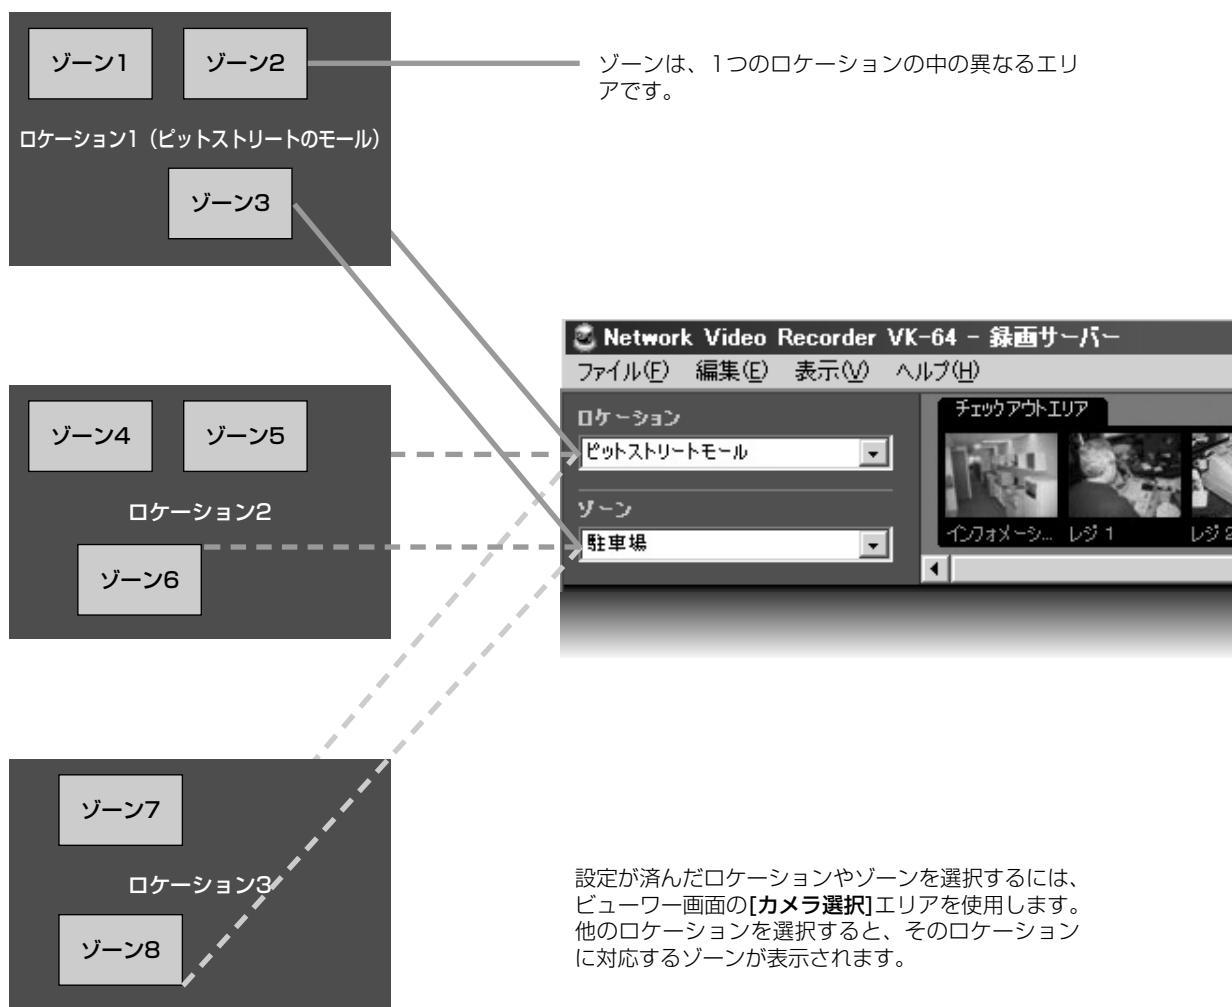 ゾーン1
ゾーン2
ゾーンは、1つのロケーションの中の異なるエリ
アです。
ロケーション1（ピットストリートのモール）
ゾーン3
Network Video Recorder VK-64 - 録画サーバー
ファイル(F) 編集(E) 表示(V) ヘルプ(H)
ロケーション
ピットストリートモール
ゾーン
駐車場
チェックアウトエリア
インフォメーシ... レジ 1 レジ 2
ゾーン4
ゾーン5
ロケーション2
ゾーン6
ゾーン7
ロケーション3
ゾーン8
設定が済んだロケーションやゾーンを選択するには、
ビューワー画面の[カメラ選択]エリアを使用します。
他のロケーションを選択すると、そのロケーション
に対応するゾーンが表示されます。